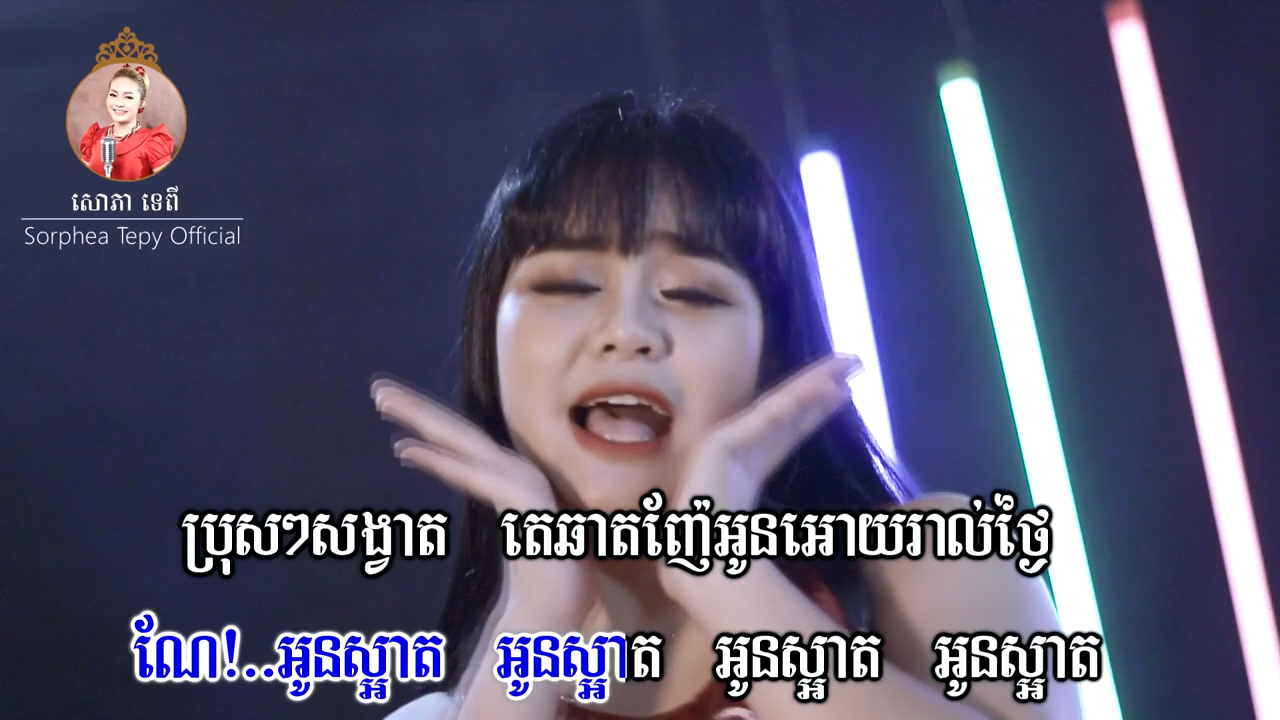 សោភា ទេពី
Sorphea Tepy Official
ប្រុសៗសង្វាត តេឆាតញ៉ែអូនអោយរាល់ថ្ងៃ
ណែ!..អូនស្អាត អូនស្អាត អូនស្អាត អូនស្អាត